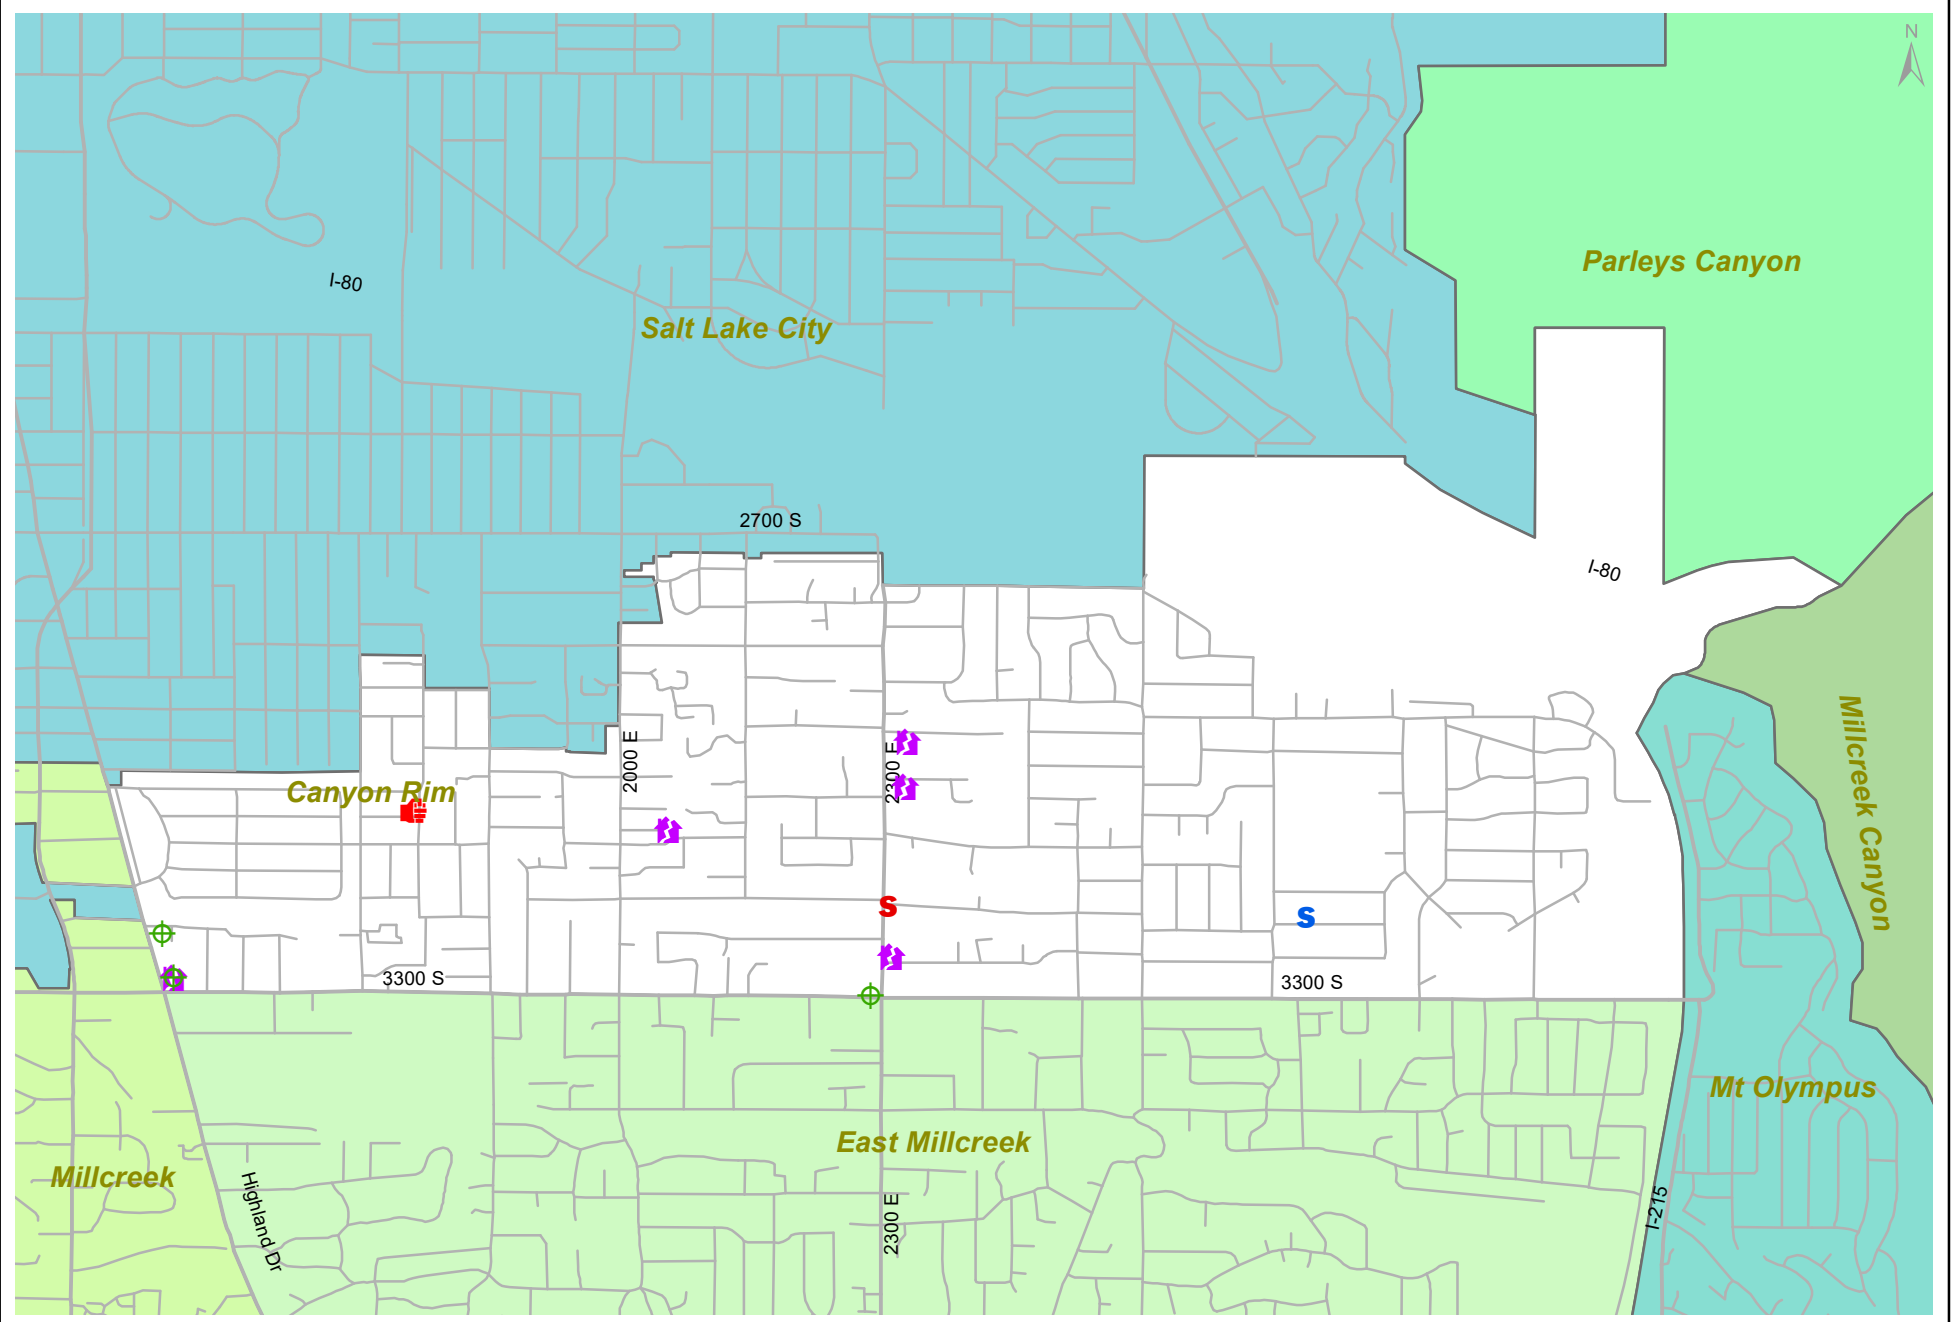 N
Parleys Canyon
I-80
Salt Lake City
2700 S
I-80
Millcreek Canyon
2000 E
2300 E
Canyon Rim
S
S
3300 S
3300 S
Mt Olympus
East Millcreek
Millcreek
Highland Dr
2300 E
I-215